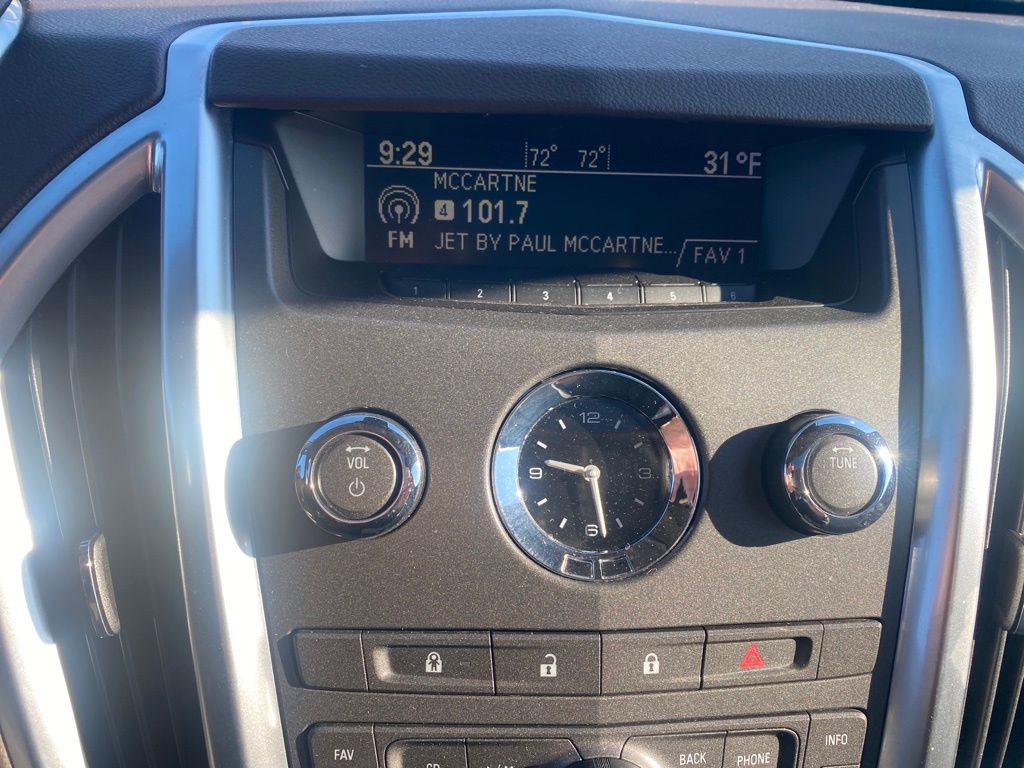 9:29 72° 72° 31°F
MCCARTNE
4 101.7
FM JET BY PAUL MCCARTNE... FAV 1
1 2 3 4 5 6
12
VOL TUNE
9 3
6
FAV BACK PHONE INFO